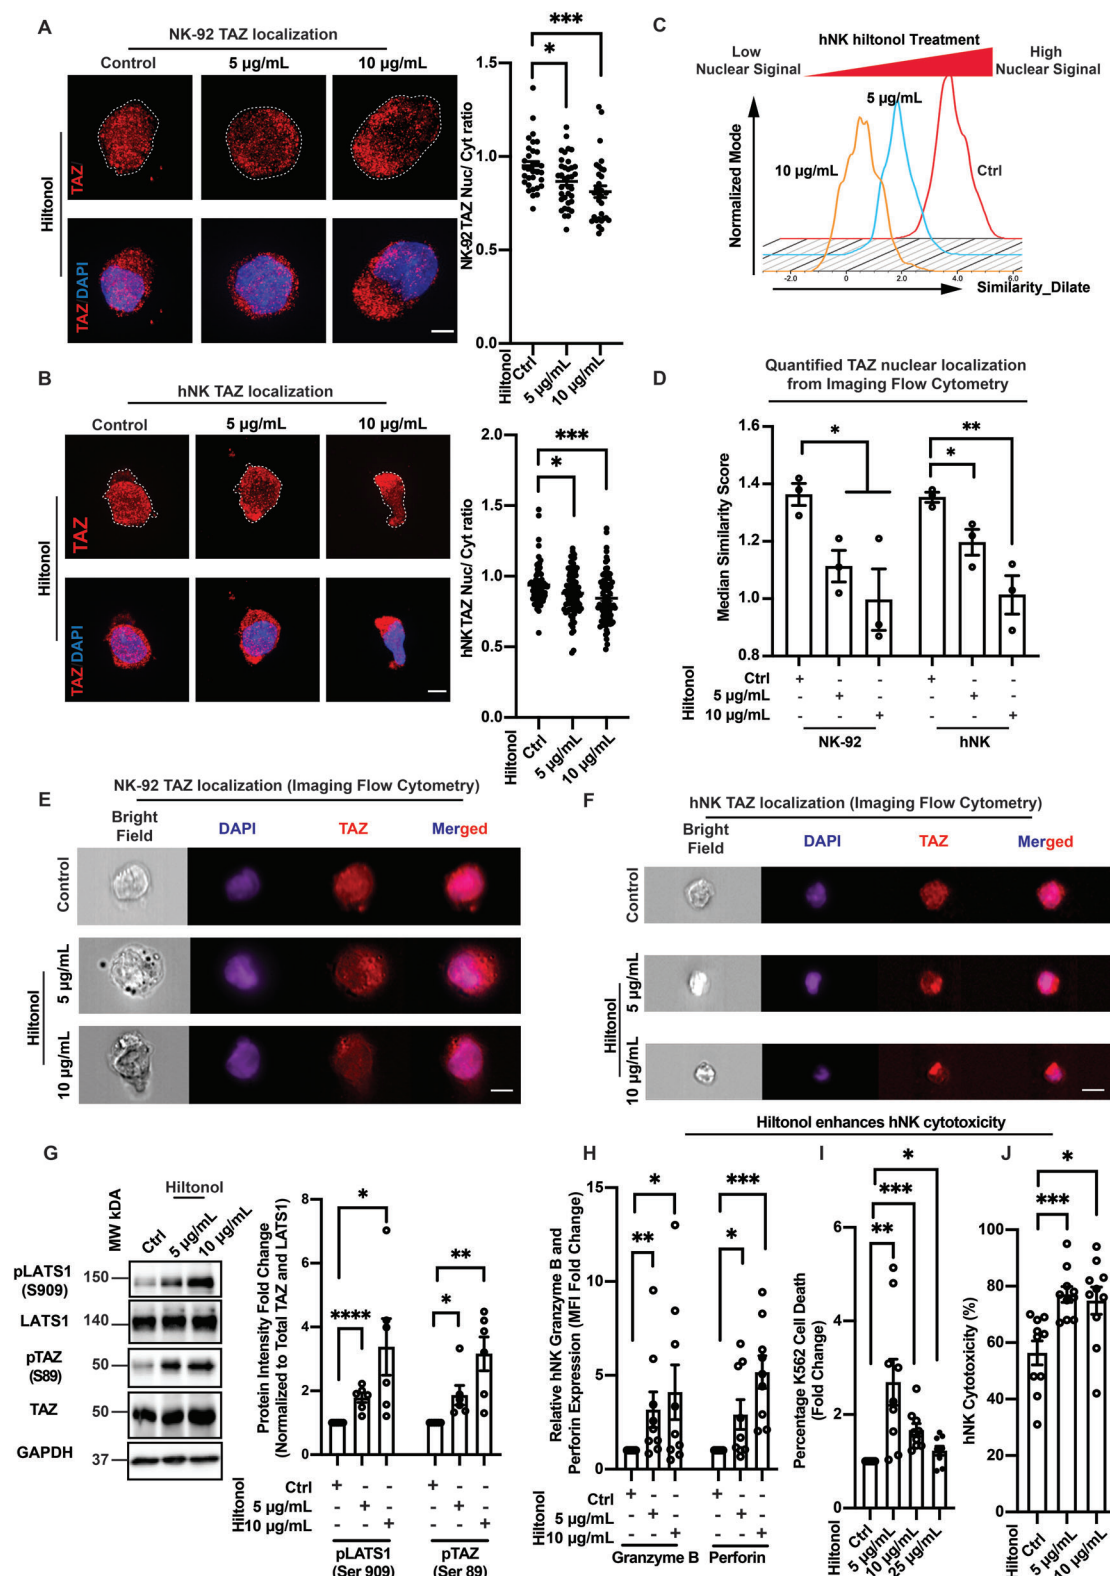 A
NK-92 TAZ localization
Control
5 µg/mL
10 µg/mL
Hiltonol
TAZ
TAZ/DAPI
NK-92 TAZ Nuc/ Cyt ratio
1.5
1.0
0.5
0.0
*
***
Hiltonol
Ctrl
5 µg/mL
10 µg/mL
B
hNK TAZ localization
Control
5 µg/mL
10 µg/mL
Hiltonol
TAZ
TAZ/DAPI
hNK TAZ Nuc/ Cyt ratio
2.0
1.5
1.0
0.5
0.0
*
***
Hiltonol
Ctrl
5 µg/mL
10 µg/mL
C
hNK hiltonol Treatment
Low
Nuclear Siginal
High
Nuclear Siginal
Normalized Mode
5 µg/mL
10 µg/mL
Ctrl
-2.0
0
2.0
4.0
6.0
Similarity_Dilate
D
Quantified TAZ nuclear localization
from Imaging Flow Cytometry
Median Similarity Score
1.6
1.4
1.2
1.0
0.8
*
*
**
Hiltonol
Ctrl + - - + - -
5 µg/mL - + - - + -
10 µg/mL - - + - - +
NK-92
hNK
E
NK-92 TAZ localization (Imaging Flow Cytometry)
Bright
Field
DAPI
TAZ
Merged
Control
Hiltonol
5 µg/mL
10 µg/mL
F
hNK TAZ localization (Imaging Flow Cytometry)
Bright
Field
DAPI
TAZ
Merged
Control
Hiltonol
5 µg/mL
10 µg/mL
G
Hiltonol
MW kDA
Ctrl
5 µg/mL
10 µg/mL
pLATS1
(S909)
150
LATS1
140
pTAZ
(S89)
50
TAZ
50
GAPDH
37
Protein Intensity Fold Change
(Normalized to Total TAZ and LATS1)
8
6
4
2
0
****
*
*
**
Hiltonol
Ctrl + - - + - -
5 µg/mL - + - - + -
10 µg/mL - - + - - +
pLATS1
(Ser 909)
pTAZ
(Ser 89)
Hiltonol enhances hNK cytotoxicity
H
Relative hNK Granzyme B and
Perforin Expression (MFI Fold Change)
15
10
5
0
**
*
*
***
Hiltonol
Ctrl + - - + - -
5 µg/mL - + - - + -
10 µg/mL - - + - - +
Granzyme B
Perforin
I
Percentage K562 Cell Death
(Fold Change)
6
4
2
0
**
***
*
Hiltonol
Ctrl
5 µg/mL
10 µg/mL
25 µg/mL
J
hNK Cytotoxicity (%)
100
80
60
40
20
0
***
*
Hiltonol
Ctrl
5 µg/mL
10 µg/mL